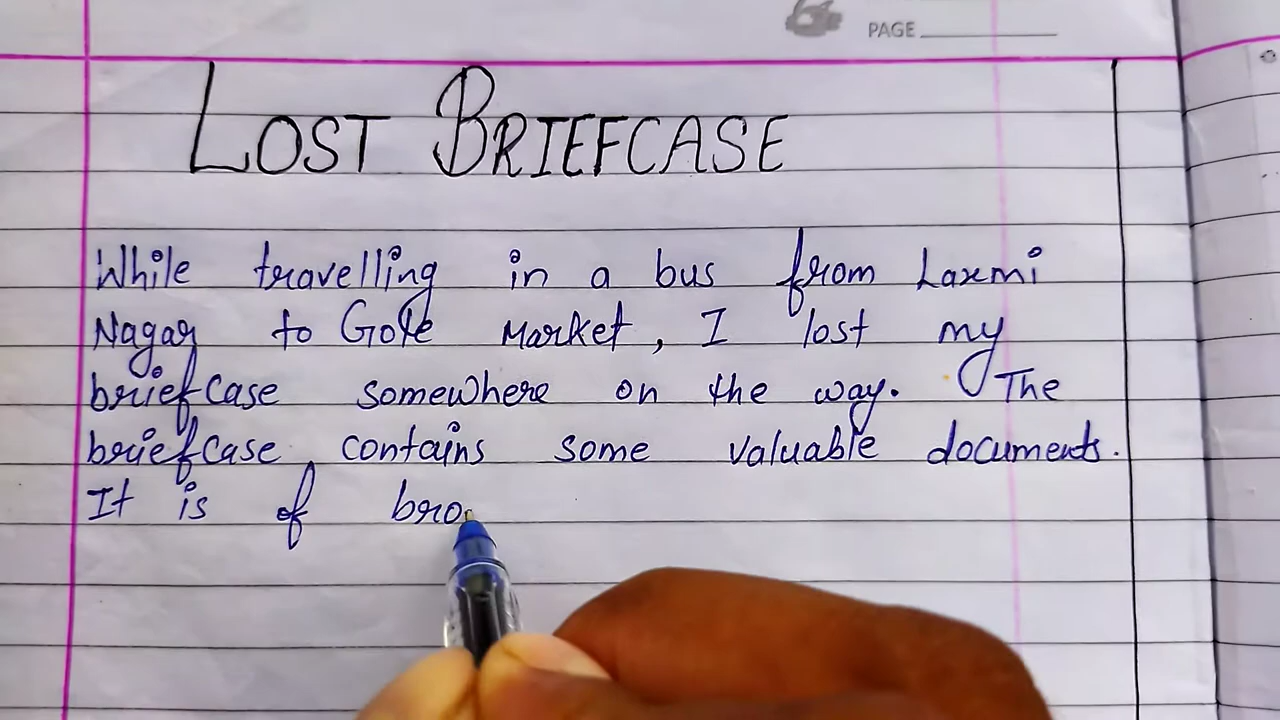 PAGE
LOST BRIEFCASE
While travelling in a bus from Laxmi
Nagar to Gole Market, I lost my
briefcase somewhere on the way. The
briefcase contains some valuable documents.
It is of bro